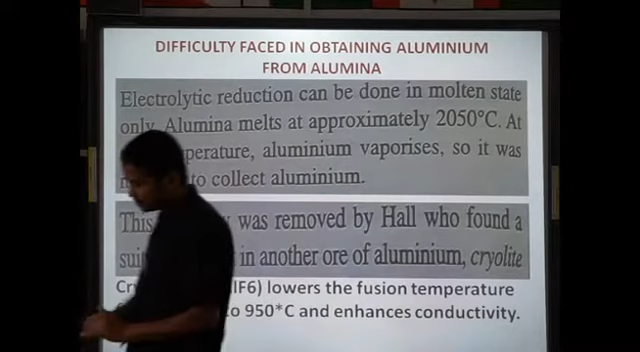 DIFFICULTY FACED IN OBTAINING ALUMINIUM
FROM ALUMINA
Electrolytic reduction can be done in molten state
only. Alumina melts at approximately 2050°C. At
perature, aluminium vaporises, so it was
to collect aluminium.
This was removed by Hall who found a
in another ore of aluminium, cryolite
lF6) lowers the fusion temperature
to 950*C and enhances conductivity.